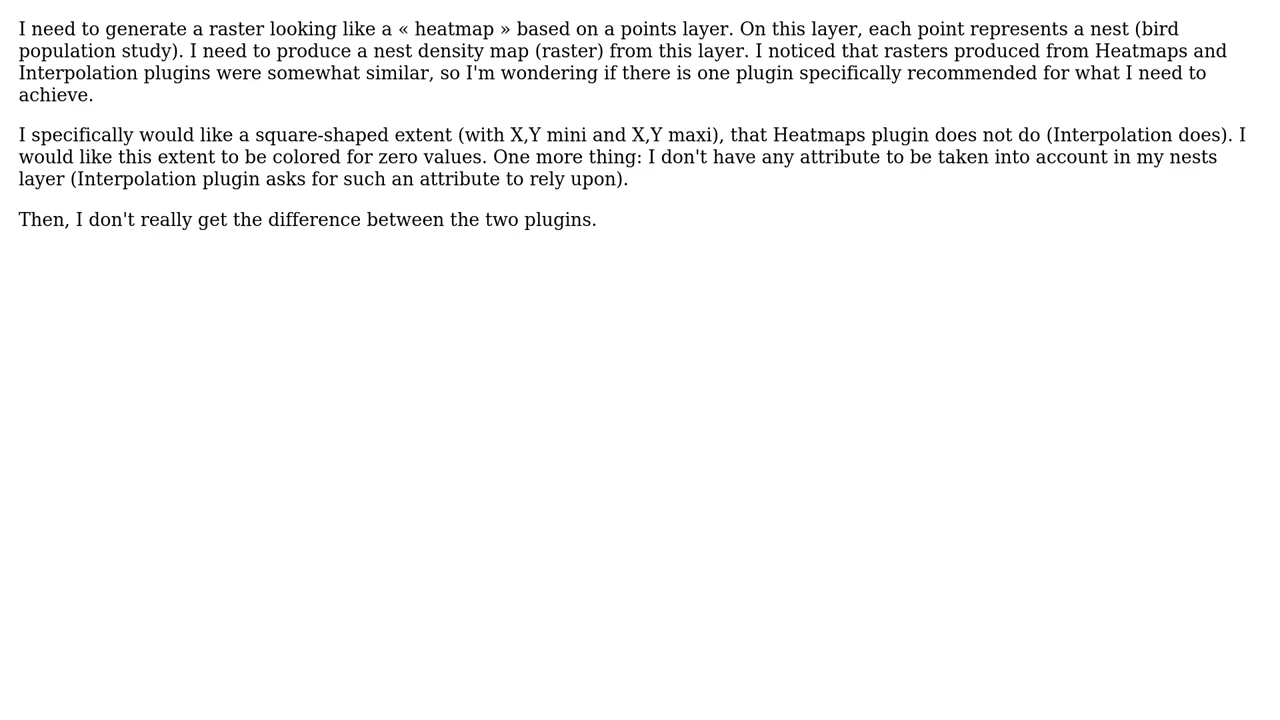 I need to generate a raster looking like a « heatmap » based on a points layer. On this layer, each point represents a nest (bird
population study). I need to produce a nest density map (raster) from this layer. I noticed that rasters produced from Heatmaps and
Interpolation plugins were somewhat similar, so I'm wondering if there is one plugin specifically recommended for what I need to
achieve.
I specifically would like a square-shaped extent (with X,Y mini and X,Y maxi), that Heatmaps plugin does not do (Interpolation does). I
would like this extent to be colored for zero values. One more thing: I don't have any attribute to be taken into account in my nests
layer (Interpolation plugin asks for such an attribute to rely upon).
Then, I don't really get the difference between the two plugins.